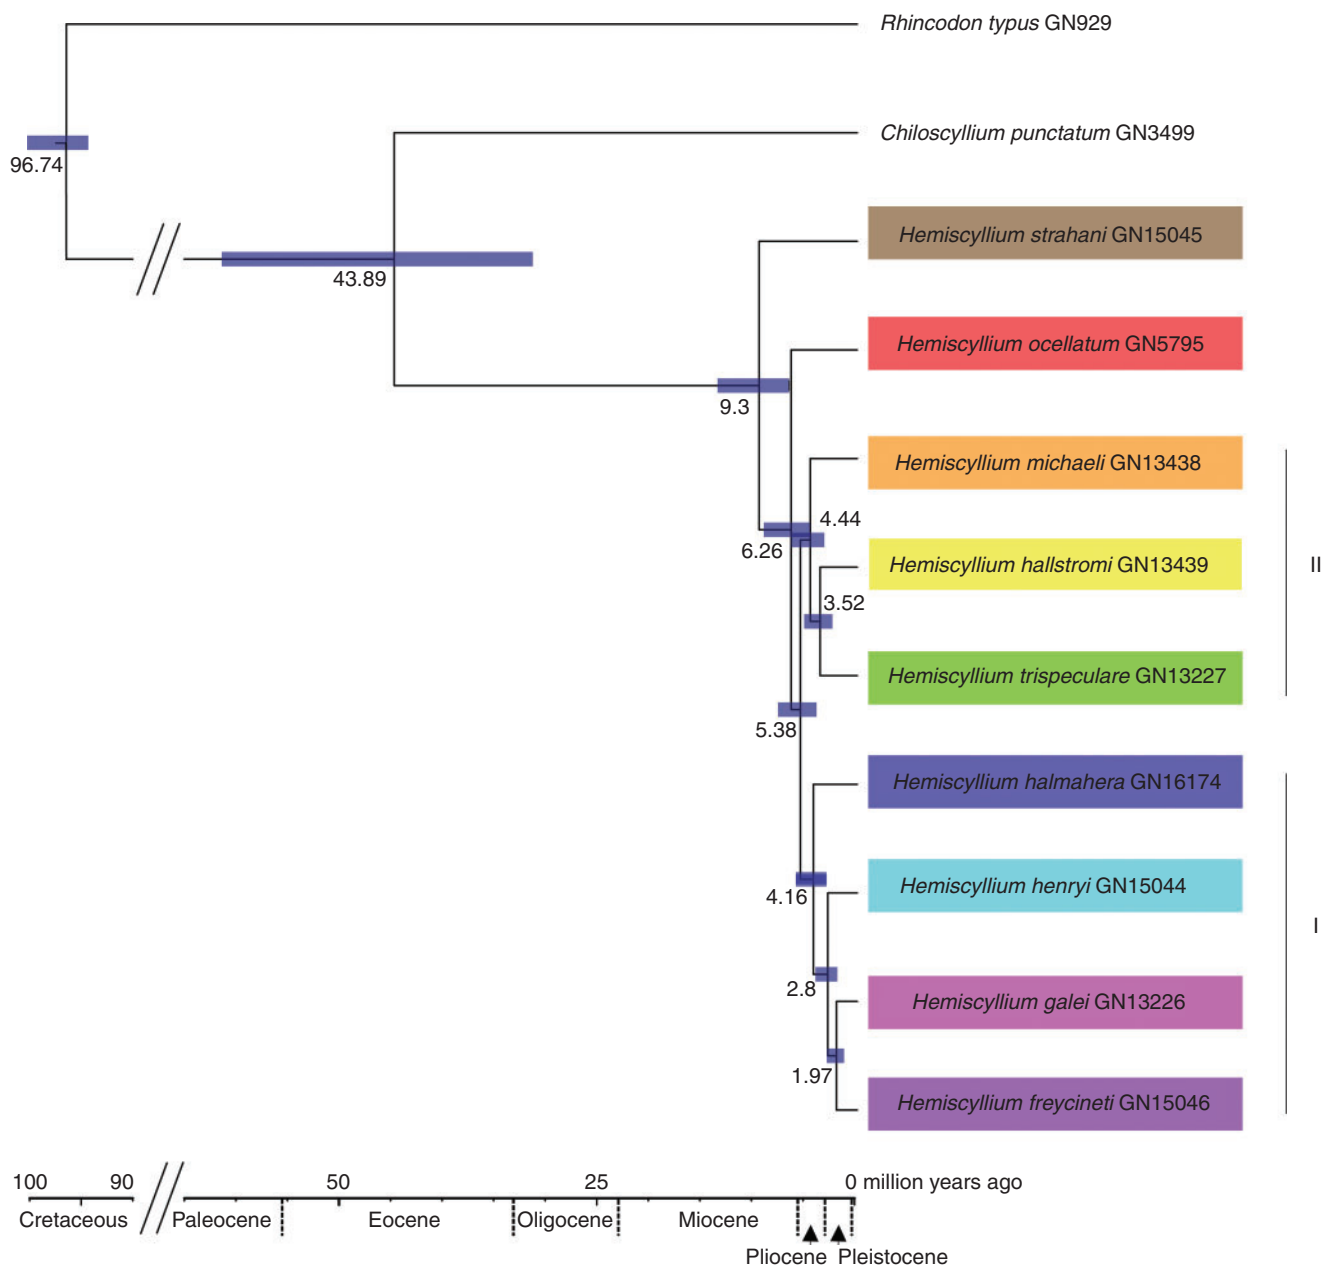 Rhincodon typus GN929
Chiloscyllium punctatum GN3499
96.74
Hemiscyllium strahani GN15045
43.89
Hemiscyllium ocellatum GN5795
9.3
Hemiscyllium michaeli GN13438
4.44
6.26
Hemiscyllium hallstromi GN13439
II
3.52
Hemiscyllium trispeculare GN13227
5.38
Hemiscyllium halmahera GN16174
4.16
Hemiscyllium henryi GN15044
I
2.8
Hemiscyllium galei GN13226
1.97
Hemiscyllium freycineti GN15046
100 90 50 25 0 million years ago
Cretaceous Paleocene Eocene Oligocene Miocene
Pliocene Pleistocene